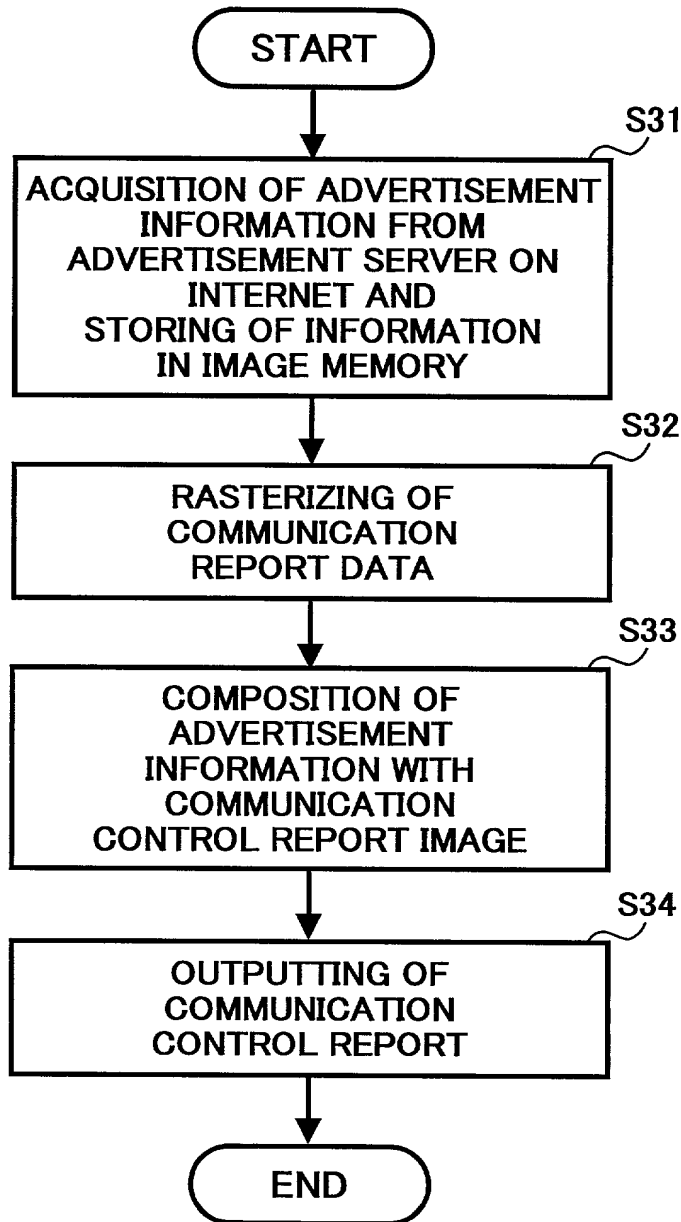 START
S31
ACQUISITION OF ADVERTISEMENT
INFORMATION FROM
ADVERTISEMENT SERVER ON
INTERNET AND
STORING OF INFORMATION
IN IMAGE MEMORY
S32
RASTERIZING OF
COMMUNICATION
REPORT DATA
S33
COMPOSITION OF
ADVERTISEMENT
INFORMATION WITH
COMMUNICATION
CONTROL REPORT IMAGE
S34
OUTPUTTING OF
COMMUNICATION
CONTROL REPORT
END